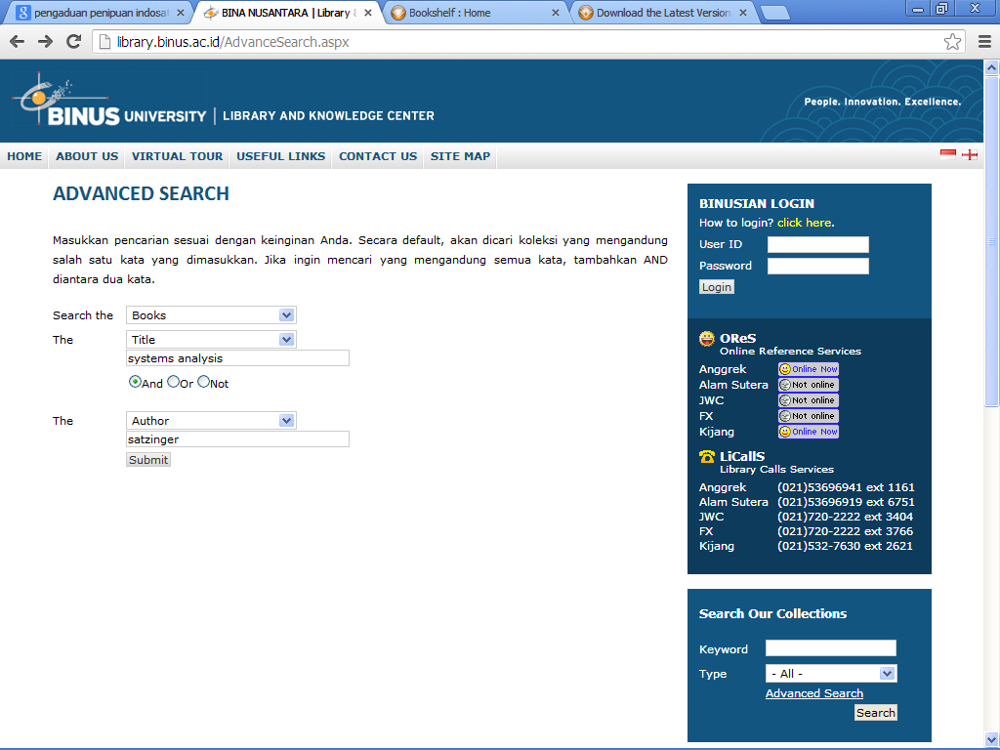 pengaduan penipuan indosat
BINA NUSANTARA | Library &
Bookshelf : Home
Download the Latest Version
library.binus.ac.id/AdvanceSearch.aspx
BINUS UNIVERSITY | LIBRARY AND KNOWLEDGE CENTER
People. Innovation. Excellence.
HOME ABOUT US VIRTUAL TOUR USEFUL LINKS CONTACT US SITE MAP
ADVANCED SEARCH
Masukkan pencarian sesuai dengan keinginan Anda. Secara default, akan dicari koleksi yang mengandung
salah satu kata yang dimasukkan. Jika ingin mencari yang mengandung semua kata, tambahkan AND
diantara dua kata.
Search the Books
The Title
systems analysis
And Or Not
The Author
satzinger
Submit
BINUSIAN LOGIN
How to login? click here.
User ID
Password
Login
OReS
Online Reference Services
Anggrek Online Now
Alam Sutera Not online
JWC Not online
FX Not online
Kijang Online Now
LiCallS
Library Calls Services
Anggrek (021)53696941 ext 1161
Alam Sutera (021)53696919 ext 6751
JWC (021)720-2222 ext 3404
FX (021)720-2222 ext 3766
Kijang (021)532-7630 ext 2621
Search Our Collections
Keyword
Type - All -
Advanced Search
Search